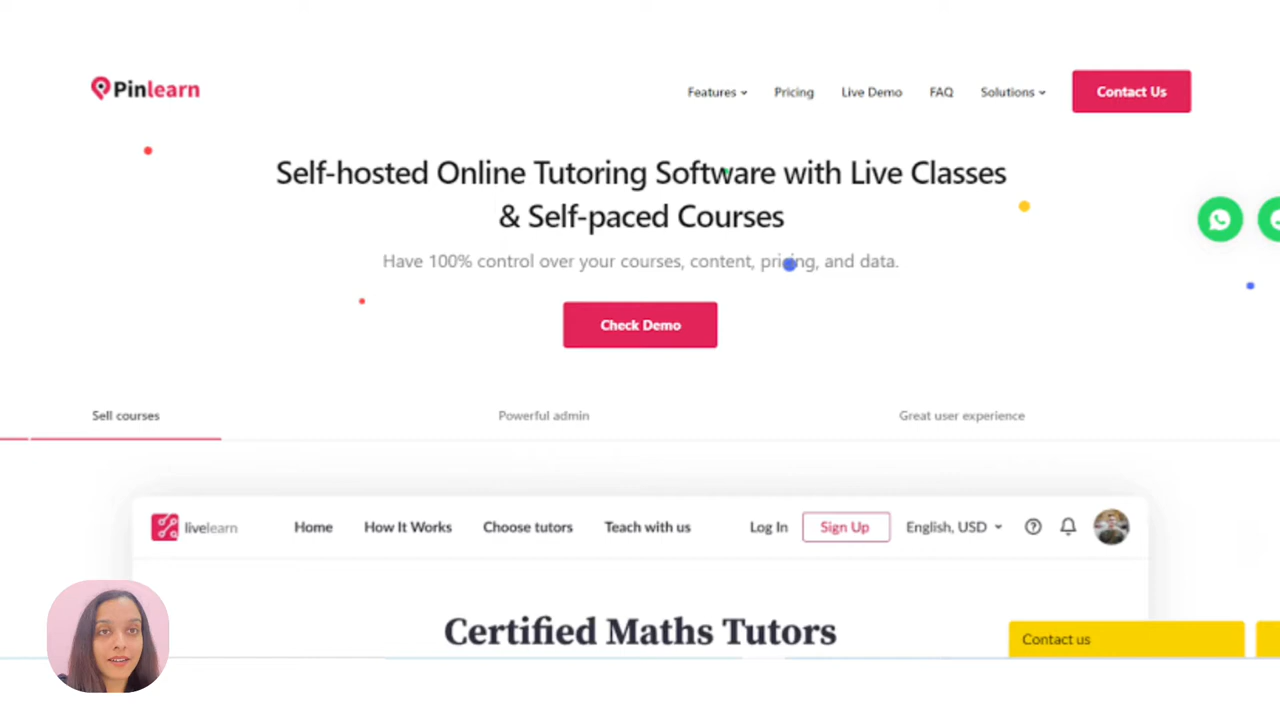 Pinlearn
Features Pricing Live Demo FAQ Solutions Contact Us
Self-hosted Online Tutoring Software with Live Classes
& Self-paced Courses
Have 100% control over your courses, content, pricing, and data.
Check Demo
Sell courses Powerful admin Great user experience
livelearn Home How It Works Choose tutors Teach with us Log In Sign Up English, USD
Certified Maths Tutors
Contact us